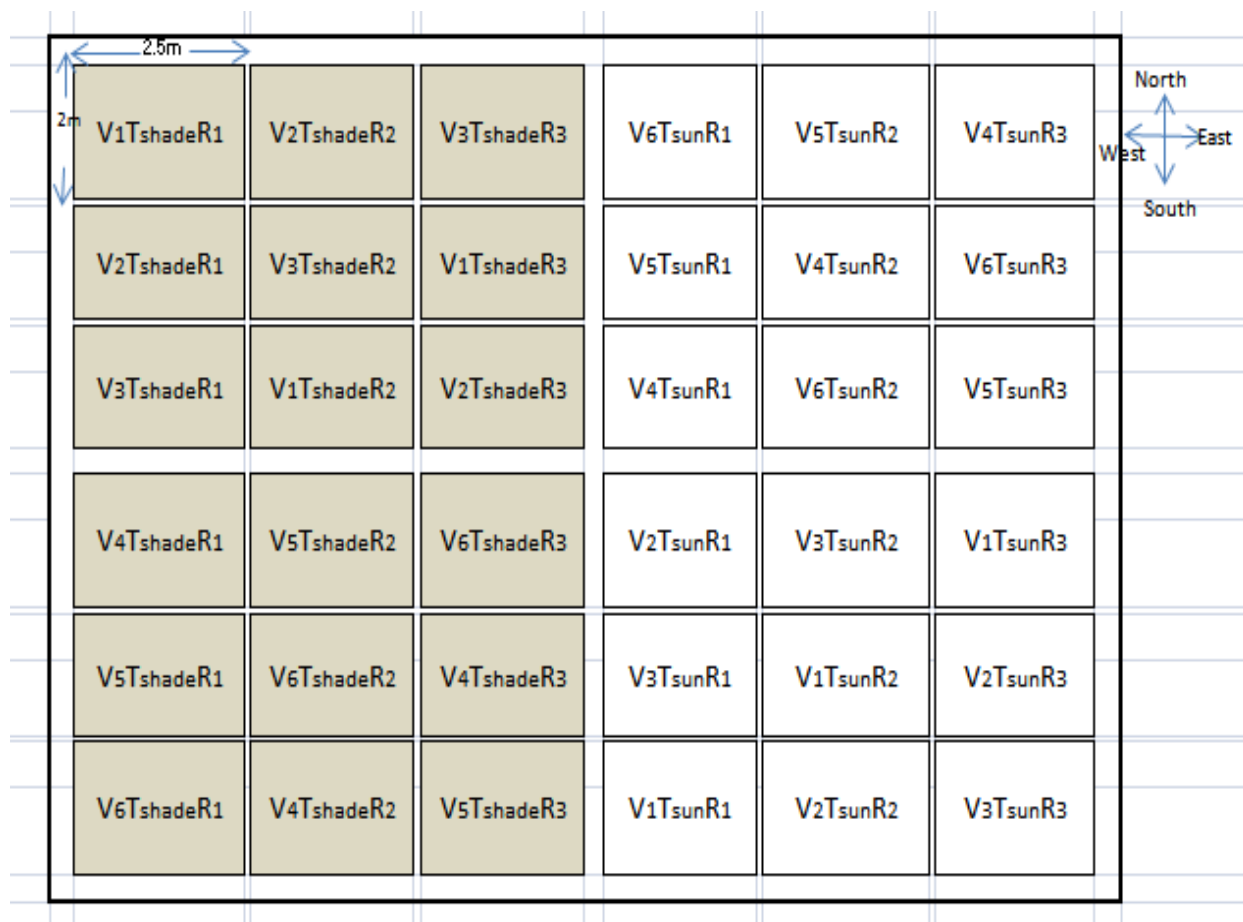 2.5m
2m
V1TshadeR1 V2TshadeR2 V3TshadeR3 V6TsunR1 V5TsunR2 V4TsunR3
North
West East
South
V2TshadeR1 V3TshadeR2 V1TshadeR3 V5TsunR1 V4TsunR2 V6TsunR3
V3TshadeR1 V1TshadeR2 V2TshadeR3 V4TsunR1 V6TsunR2 V5TsunR3
V4TshadeR1 V5TshadeR2 V6TshadeR3 V2TsunR1 V3TsunR2 V1TsunR3
V5TshadeR1 V6TshadeR2 V4TshadeR3 V3TsunR1 V1TsunR2 V2TsunR3
V6TshadeR1 V4TshadeR2 V5TshadeR3 V1TsunR1 V2TsunR2 V3TsunR3